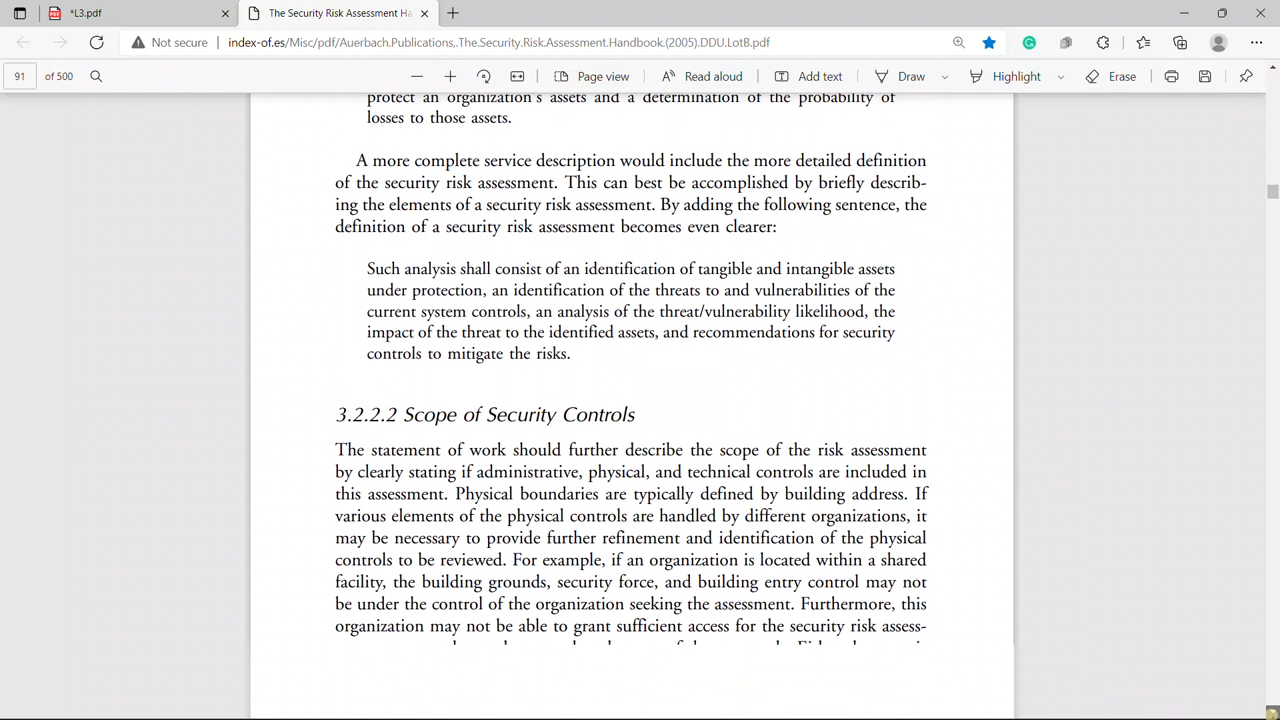 *L3.pdf
The Security Risk Assessment Ha
Not secure
index-of.es/Misc/pdf/Auerbach.Publications,.The.Security.Risk.Assessment.Handbook.(2005).DDU.LotB.pdf
91 of 500
Page view
Read aloud
Add text
Draw
Highlight
Erase
protect an organization's assets and a determination of the probability of
losses to those assets.
A more complete service description would include the more detailed definition
of the security risk assessment. This can best be accomplished by briefly describ-
ing the elements of a security risk assessment. By adding the following sentence, the
definition of a security risk assessment becomes even clearer:
Such analysis shall consist of an identification of tangible and intangible assets
under protection, an identification of the threats to and vulnerabilities of the
current system controls, an analysis of the threat/vulnerability likelihood, the
impact of the threat to the identified assets, and recommendations for security
controls to mitigate the risks.
3.2.2.2 Scope of Security Controls
The statement of work should further describe the scope of the risk assessment
by clearly stating if administrative, physical, and technical controls are included in
this assessment. Physical boundaries are typically defined by building address. If
various elements of the physical controls are handled by different organizations, it
may be necessary to provide further refinement and identification of the physical
controls to be reviewed. For example, if an organization is located within a shared
facility, the building grounds, security force, and building entry control may not
be under the control of the organization seeking the assessment. Furthermore, this
organization may not be able to grant sufficient access for the security risk assess-